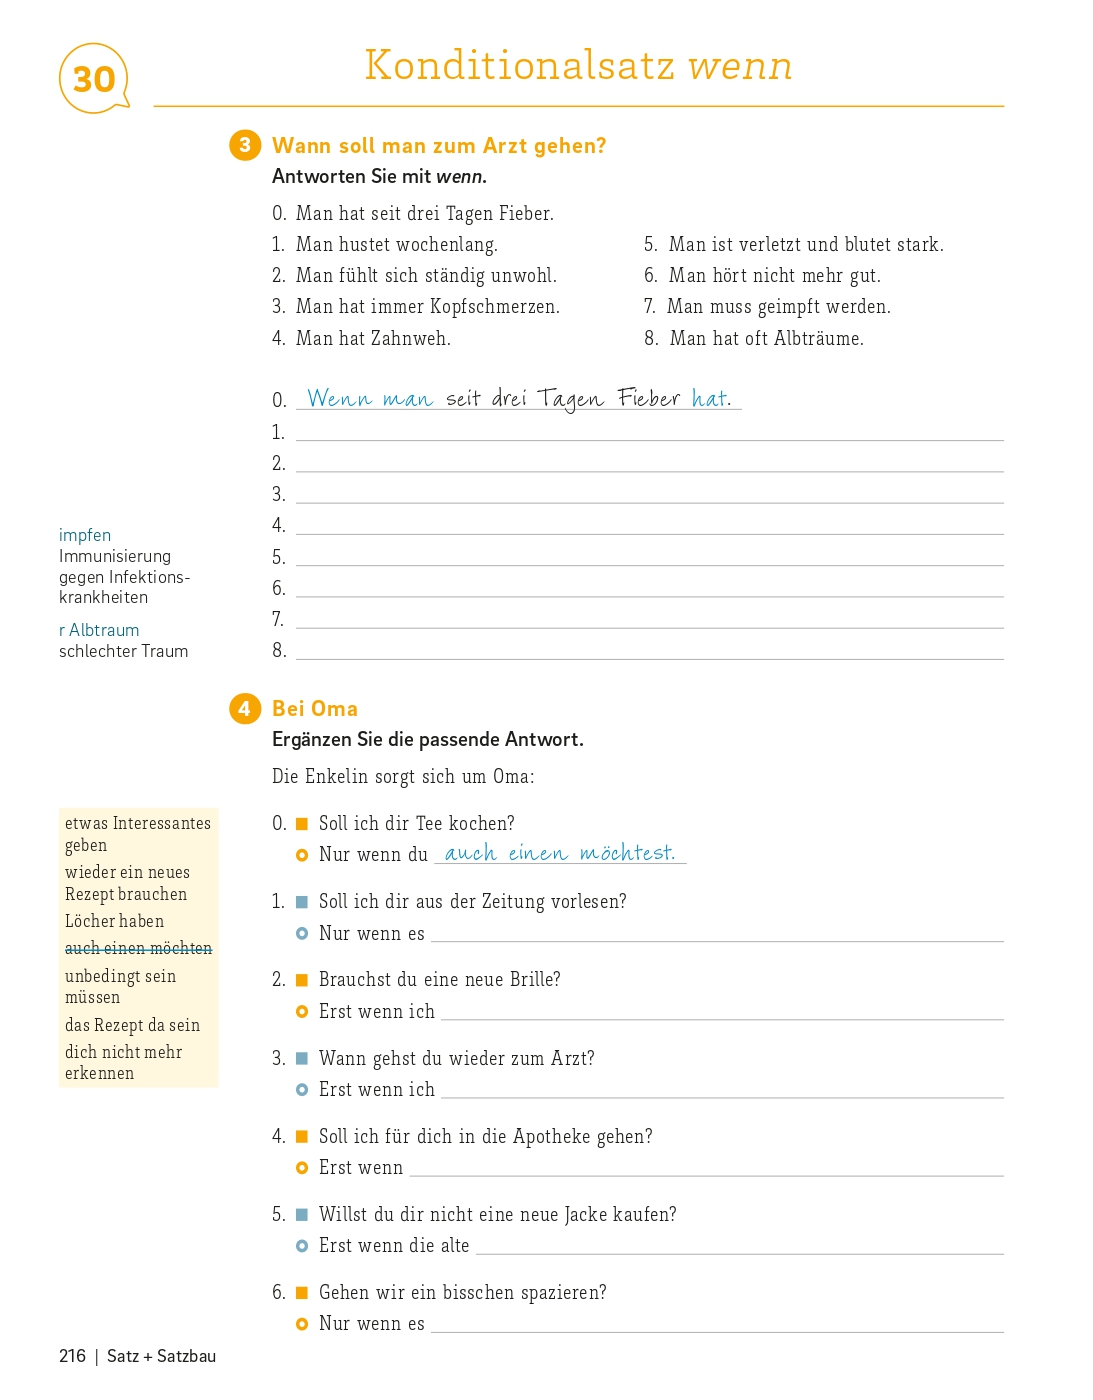 30
Konditionalsatz wenn
3 Wann soll man zum Arzt gehen?
Antworten Sie mit wenn.
0. Man hat seit drei Tagen Fieber.
1. Man hustet wochenlang.
2. Man fühlt sich ständig unwohl.
3. Man hat immer Kopfschmerzen.
4. Man hat Zahnweh.
5. Man ist verletzt und blutet stark.
6. Man hört nicht mehr gut.
7. Man muss geimpft werden.
8. Man hat oft Albträume.
0. Wenn man seit drei Tagen Fieber hat.
1.
2.
3.
4.
5.
6.
7.
8.
impfen
Immunisierung
gegen Infektions-
krankheiten
r Albtraum
schlechter Traum
4 Bei Oma
Ergänzen Sie die passende Antwort.
Die Enkelin sorgt sich um Oma:
etwas Interessantes
geben
wieder ein neues
Rezept brauchen
Löcher haben
auch einen möchten
unbedingt sein
müssen
das Rezept da sein
dich nicht mehr
erkennen
0. Soll ich dir Tee kochen?
Nur wenn du auch einen möchtest.
1. Soll ich dir aus der Zeitung vorlesen?
Nur wenn es
2. Brauchst du eine neue Brille?
Erst wenn ich
3. Wann gehst du wieder zum Arzt?
Erst wenn ich
4. Soll ich für dich in die Apotheke gehen?
Erst wenn
5. Willst du dir nicht eine neue Jacke kaufen?
Erst wenn die alte
6. Gehen wir ein bisschen spazieren?
Nur wenn es
216 | Satz + Satzbau